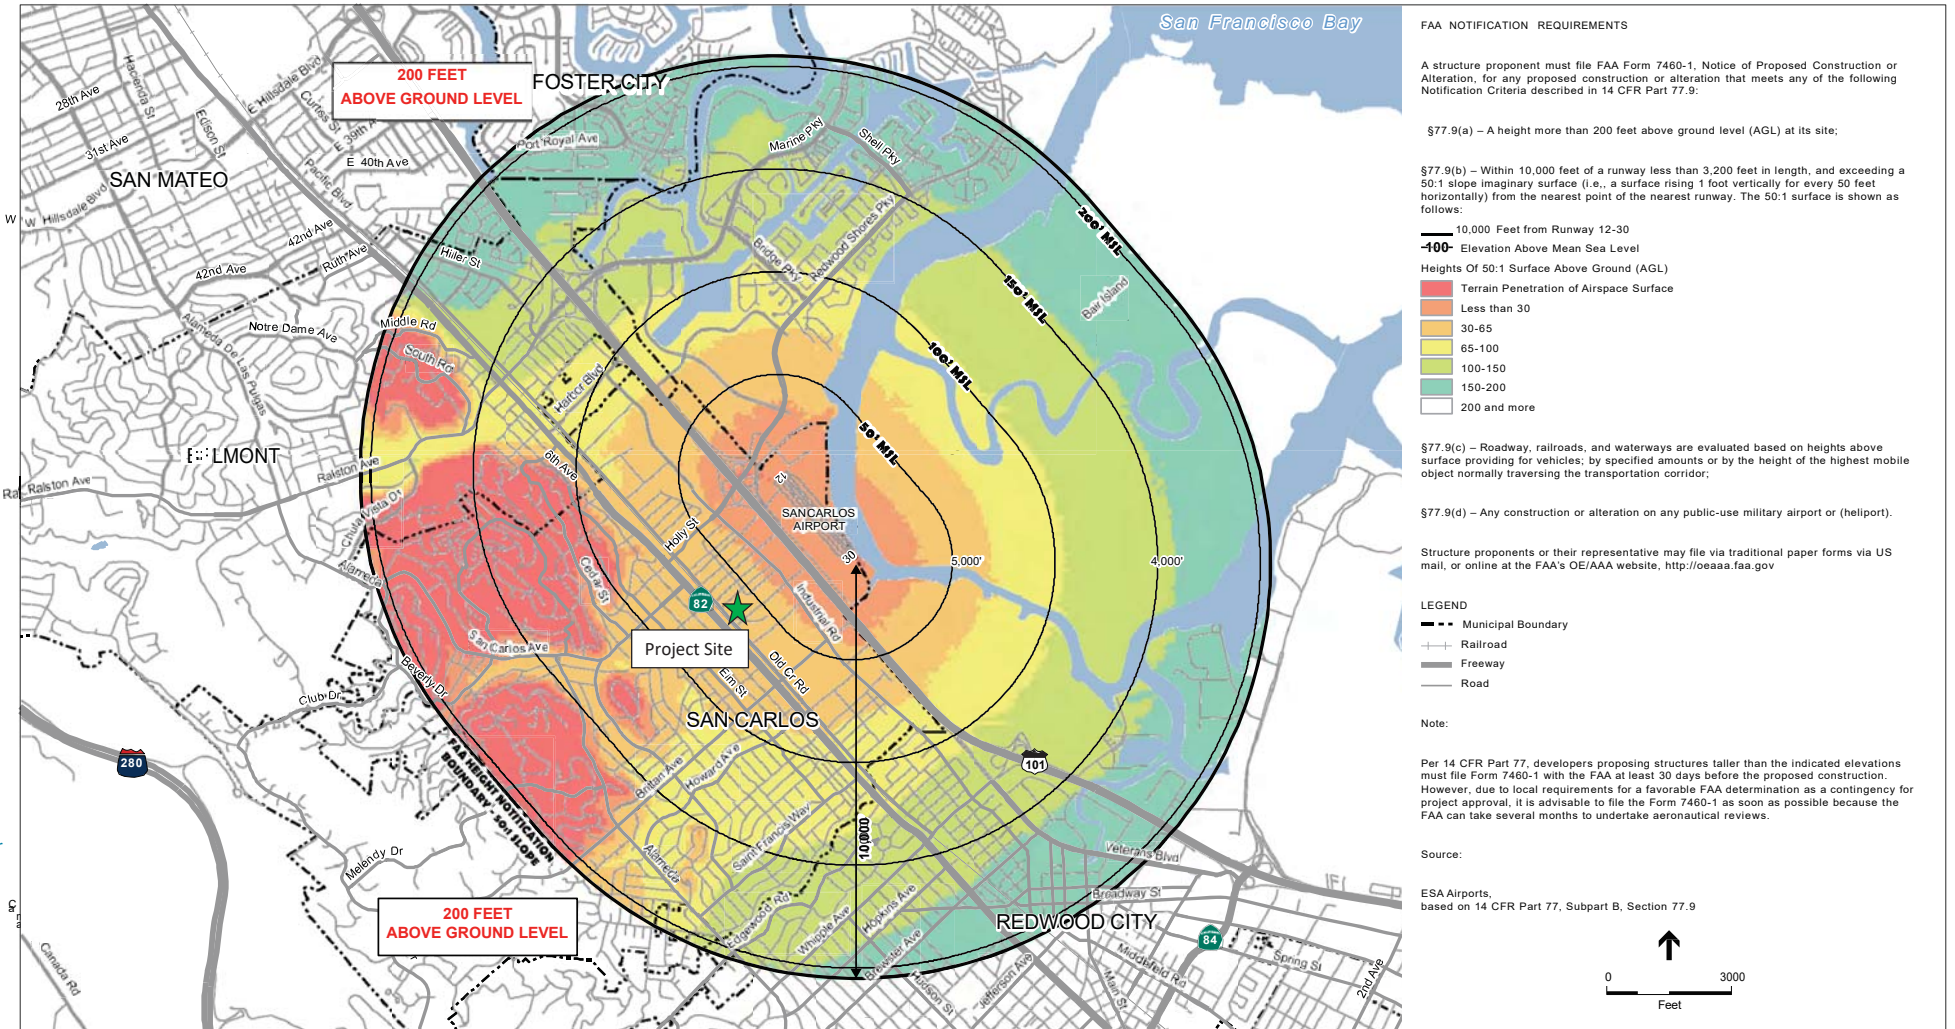 San Francisco Bay
200 FEET
ABOVE GROUND LEVEL
FOSTER CITY
Hacienda St
28th Ave
Edison St
E Hillsdale Blvd
Curtiss St
E 39th A
31st Ave
Pacific Blvd
E 40th Ave
Port Royal Ave
Marine Pky
Shell Pky
SAN MATEO
W
W Hillsdale Blvd
42nd Ave
Ruth Ave
Hiller St
42nd Ave
Bridge Pky
Redwood Shores Pky
200' MSL
150' MSL
Bair Island
Alameda De Las Pulgas
Notre Dame Ave
Middle Rd
South Rd
Harbor Blvd
100' MSL
50' MSL
LMONT
Ralston Ave
Ra
Ralston Ave
6th Ave
12
SANCARLOS
AIRPORT
Chula Vista Dr
Holly St
30
5,000'
4,000'
Alameda
Cedar St
82
Industrial Rd
Project Site
San Carlos Ave
Beverly Dr
Elm St
Old Cr Rd
Club Dr
SAN CARLOS
280
FAA HEIGHT NOTIFICATION
BOUNDARY - 50:1 SLOPE
Brittan Ave
Howard Ave
101
10,000
Saint Francis Way
Melendy Dr
Alameda
Veterans Blvd
Broadway St
200 FEET
ABOVE GROUND LEVEL
Edgewood Rd
Whipple Ave
Hopkins Ave
Brewster Ave
REDWOOD CITY
84
Canada Rd
Hudson St
Jefferson Ave
Middlefield Rd
Main St
Spring St
2nd Ave
FAA NOTIFICATION REQUIREMENTS
A structure proponent must file FAA Form 7460-1, Notice of Proposed Construction or
Alteration, for any proposed construction or alteration that meets any of the following
Notification Criteria described in 14 CFR Part 77.9:
§77.9(a) – A height more than 200 feet above ground level (AGL) at its site;
§77.9(b) – Within 10,000 feet of a runway less than 3,200 feet in length, and exceeding a
50:1 slope imaginary surface (i.e,, a surface rising 1 foot vertically for every 50 feet
horizontally) from the nearest point of the nearest runway. The 50:1 surface is shown as
follows:
10,000 Feet from Runway 12-30
100 Elevation Above Mean Sea Level
Heights Of 50:1 Surface Above Ground (AGL)
Terrain Penetration of Airspace Surface
Less than 30
30-65
65-100
100-150
150-200
200 and more
§77.9(c) – Roadway, railroads, and waterways are evaluated based on heights above
surface providing for vehicles; by specified amounts or by the height of the highest mobile
object normally traversing the transportation corridor;
§77.9(d) – Any construction or alteration on any public-use military airport or (heliport).
Structure proponents or their representative may file via traditional paper forms via US
mail, or online at the FAA's OE/AAA website, http://oeaaa.faa.gov
LEGEND
Municipal Boundary
Railroad
Freeway
Road
Note:
Per 14 CFR Part 77, developers proposing structures taller than the indicated elevations
must file Form 7460-1 with the FAA at least 30 days before the proposed construction.
However, due to local requirements for a favorable FAA determination as a contingency for
project approval, it is advisable to file the Form 7460-1 as soon as possible because the
FAA can take several months to undertake aeronautical reviews.
Source:
ESA Airports,
based on 14 CFR Part 77, Subpart B, Section 77.9
0 3000
Feet